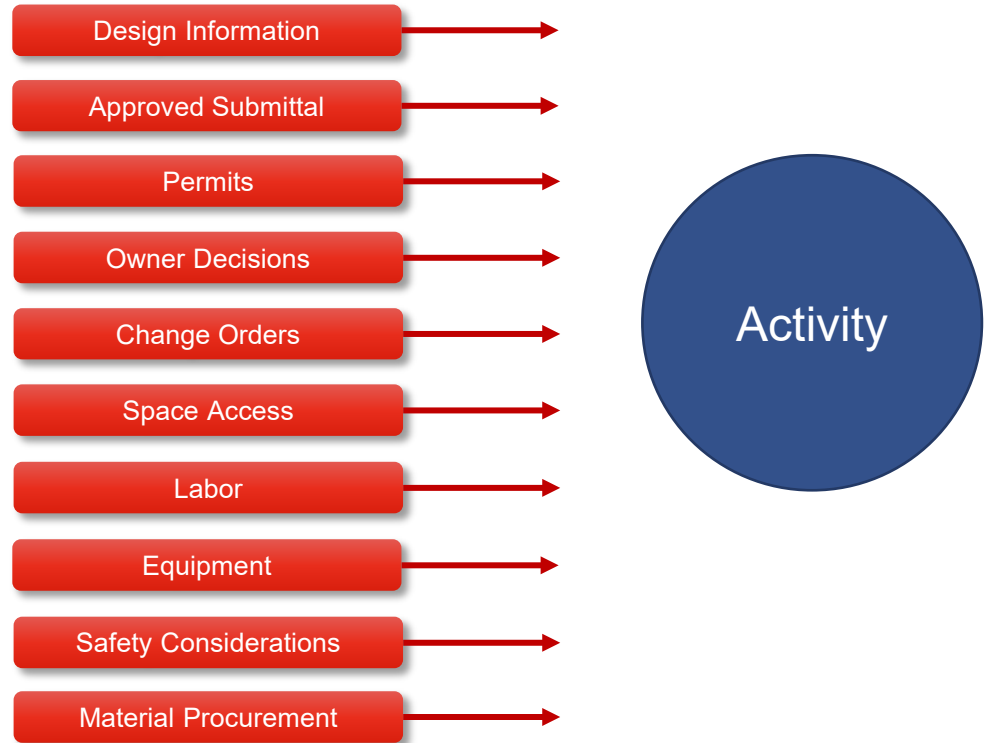 Design Information
Approved Submittal
Permits
Owner Decisions
Change Orders
Space Access
Labor
Equipment
Safety Considerations
Material Procurement
Activity